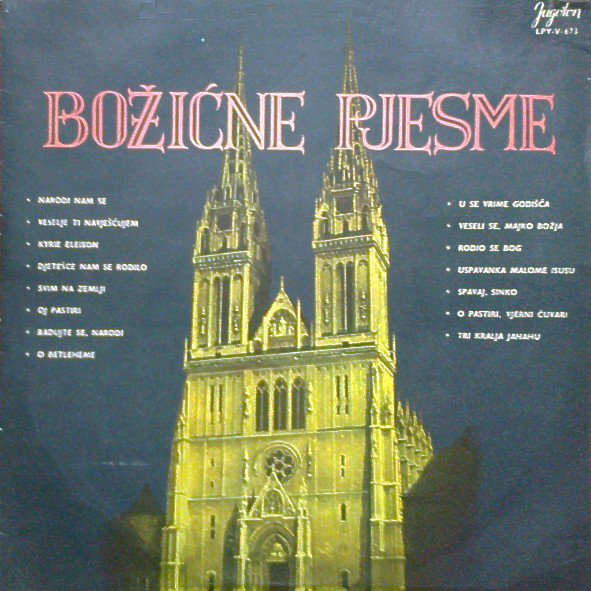 Jugoton
LPY-V-673
BOŽIĆNE PJESME
• NARODI NAM SE
• VESELJE TI NAVJEŠĆUJEM
• KYRIE ELEISON
• DJETEŠCE NAM SE RODILO
• SVIM NA ZEMLJI
• OJ PASTIRI
• RADUJTE SE, NARODI
• O BETLEHEME
• U SE VRIME GODIŠĆA
• VESELI SE, MAJKO BOŽJA
• RODIO SE BOG
• USPAVANKA MALOME ISUSU
• SPAVAJ, SINKO
• O PASTIRI, VJERNI ČUVARI
• TRI KRALJA JAHAHU